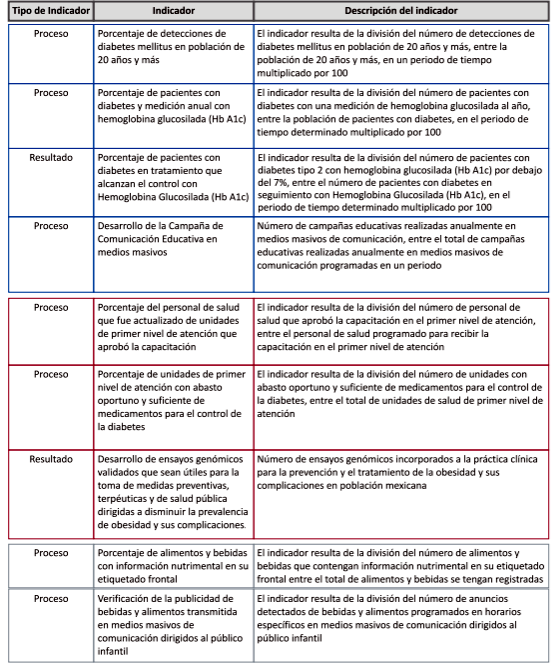 Tipo de Indicador Indicador Descripción del indicador
Proceso
Porcentaje de detecciones de
diabetes mellitus en población de
20 años y más
El indicador resulta de la división del número de detecciones de
diabetes mellitus en población de 20 años y más, entre la
población de 20 años y más, en un periodo de tiempo
multiplicado por 100
Proceso
Porcentaje de pacientes con
diabetes y medición anual con
hemoglobina glucosilada (Hb A1c)
El indicador resulta de la división del número de pacientes con
diabetes con una medición de hemoglobina glucosilada al año,
entre la población de pacientes con diabetes, en el periodo de
tiempo determinado multiplicado por 100
Resultado
Porcentaje de pacientes con
diabetes en tratamiento que
alcanzan el control con
Hemoglobina Glucosilada (Hb A1c)
El indicador resulta de la división del número de pacientes con
diabetes tipo 2 con hemoglobina glucosilada (Hb A1c) por debajo
del 7%, entre el número de pacientes con diabetes en
seguimiento con Hemoglobina Glucosilada (Hb A1c), en el
periodo de tiempo determinado multiplicado por 100
Proceso
Desarrollo de la Campaña de
Comunicación Educativa en
medios masivos
Número de campañas educativas realizadas anualmente en
medios masivos de comunicación, entre el total de campañas
educativas realizadas anualmente en medios masivos de
comunicación programadas en un periodo
Proceso
Porcentaje del personal de salud
que fue actualizado de unidades
de primer nivel de atención que
aprobó la capacitación
El indicador resulta de la división del número de personal de
salud que aprobó la capacitación en el primer nivel de atención,
entre el personal de salud programado para recibir la
capacitación en el primer nivel de atención
Proceso
Porcentaje de unidades de primer
nivel de atención con abasto
oportuno y suficiente de
medicamentos para el control de
la diabetes
El indicador resulta de la división del número de unidades con
abasto oportuno y suficiente de medicamentos para el control de
la diabetes, entre el total de unidades de salud de primer nivel de
atención
Resultado
Desarrollo de ensayos genómicos
validados que sean útiles para la
toma de medidas preventivas,
terpéuticas y de salud pública
dirigidas a disminuir la prevalencia
de obesidad y sus complicaciones.
Número de ensayos genómicos incorporados a la práctica clínica
para la prevención y el tratamiento de la obesidad y sus
complicaciones en población mexicana
Proceso
Porcentaje de alimentos y bebidas
con información nutrimental en su
etiquetado frontal
El indicador resulta de la división del número de alimentos y
bebidas que contengan información nutrimental en su etiquetado
frontal entre el total de alimentos y bebidas se tengan registradas
Proceso
Verificación de la publicidad de
bebidas y alimentos transmitida
en medios masivos de
comunicación dirigidos al público
infantil
El indicador resulta de la división del número de anuncios
detectados de bebidas y alimentos programados en horarios
específicos en medios masivos de comunicación dirigidos al
público infantil